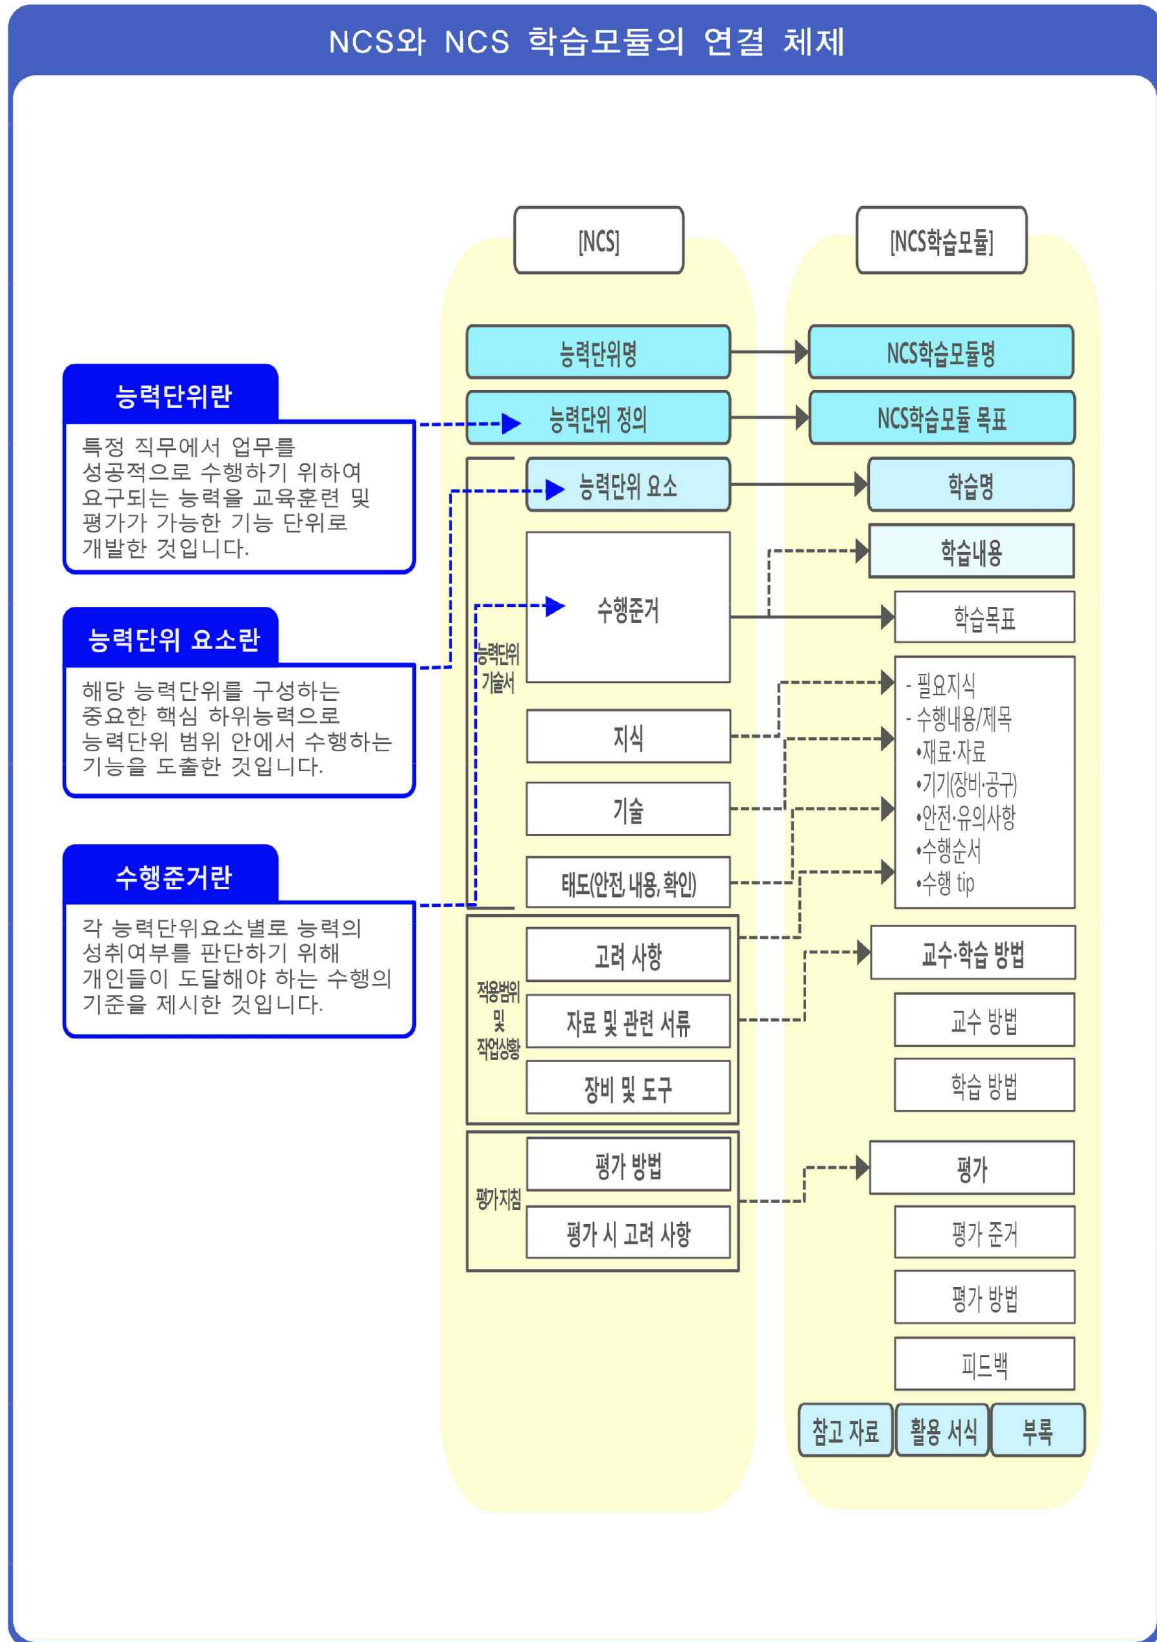 NCS와 NCS 학습모듈의 연결 체제
[NCS]
[NCS학습모듈]
능력단위명
NCS학습모듈명
능력단위 정의
NCS학습모듈 목표
능력단위란
특정 직무에서 업무를
성공적으로 수행하기 위하여
요구되는 능력을 교육훈련 및
평가가 가능한 기능 단위로
개발한 것입니다.
능력단위 요소란
해당 능력단위를 구성하는
중요한 핵심 하위능력으로
능력단위 범위 안에서 수행하는
기능을 도출한 것입니다.
수행준거란
각 능력단위요소별로 능력의
성취여부를 판단하기 위해
개인들이 도달해야 하는 수행의
기준을 제시한 것입니다.
능력단위
기술서
능력단위 요소
수행준거
지식
기술
태도(안전, 내용, 확인)
적용범위
및
작업상황
고려 사항
자료 및 관련 서류
장비 및 도구
평가지침
평가 방법
평가 시 고려 사항
학습명
학습내용
학습목표
- 필요지식
- 수행내용/제목
•재료·자료
•기기(장비·공구)
•안전·유의사항
•수행순서
•수행 tip
교수·학습 방법
교수 방법
학습 방법
평가
평가 준거
평가 방법
피드백
참고 자료
활용 서식
부록